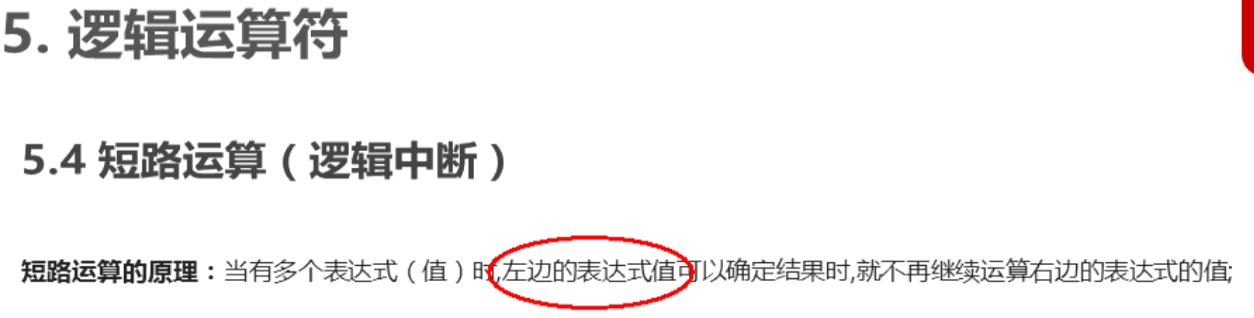 5. 逻辑运算符
5.4 短路运算（逻辑中断）
短路运算的原理：当有多个表达式（值）时,左边的表达式值可以确定结果时,就不再继续运算右边的表达式的值;